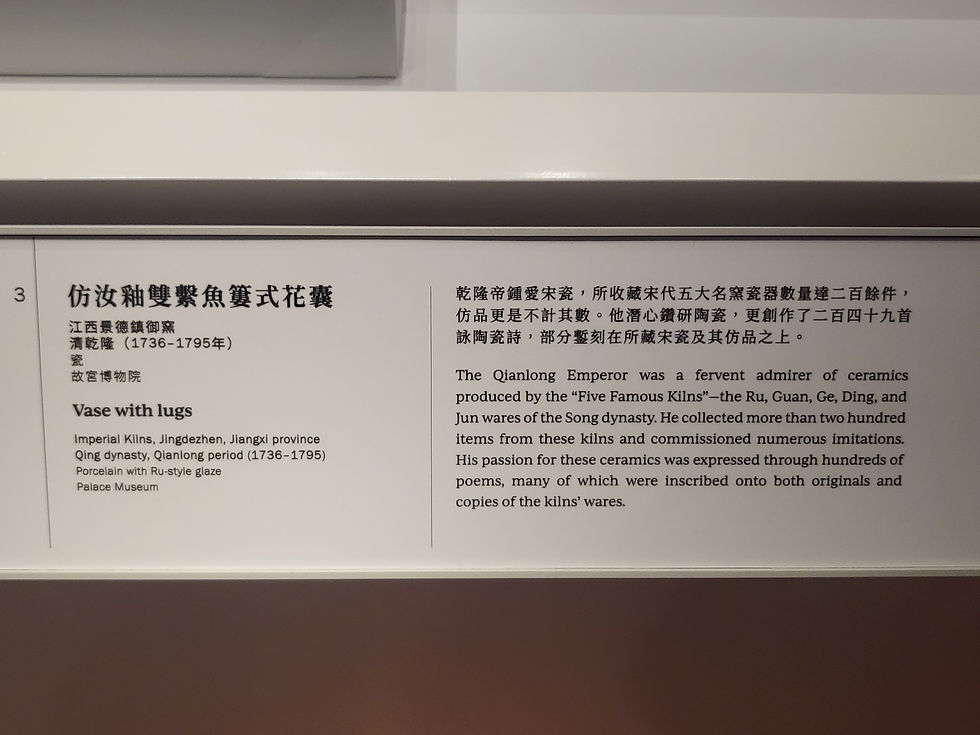 3
仿汝釉雙繫魚簍式花囊
江西景德鎮御窯
清乾隆（1736-1795年）
瓷
故宮博物院
Vase with lugs
Imperial Kilns, Jingdezhen, Jiangxi province
Qing dynasty, Qianlong period (1736–1795)
Porcelain with Ru-style glaze
Palace Museum
乾隆帝鍾愛宋瓷，所收藏宋代五大名窯瓷器數量達二百餘件，
仿品更是不計其數。他潛心鑽研陶瓷，更創作了二百四十九首
詠陶瓷詩，部分鏨刻在所藏宋瓷及其仿品之上。
The Qianlong Emperor was a fervent admirer of ceramics
produced by the “Five Famous Kilns”—the Ru, Guan, Ge, Ding, and
Jun wares of the Song dynasty. He collected more than two hundred
items from these kilns and commissioned numerous imitations.
His passion for these ceramics was expressed through hundreds of
poems, many of which were inscribed onto both originals and
copies of the kilns’ wares.